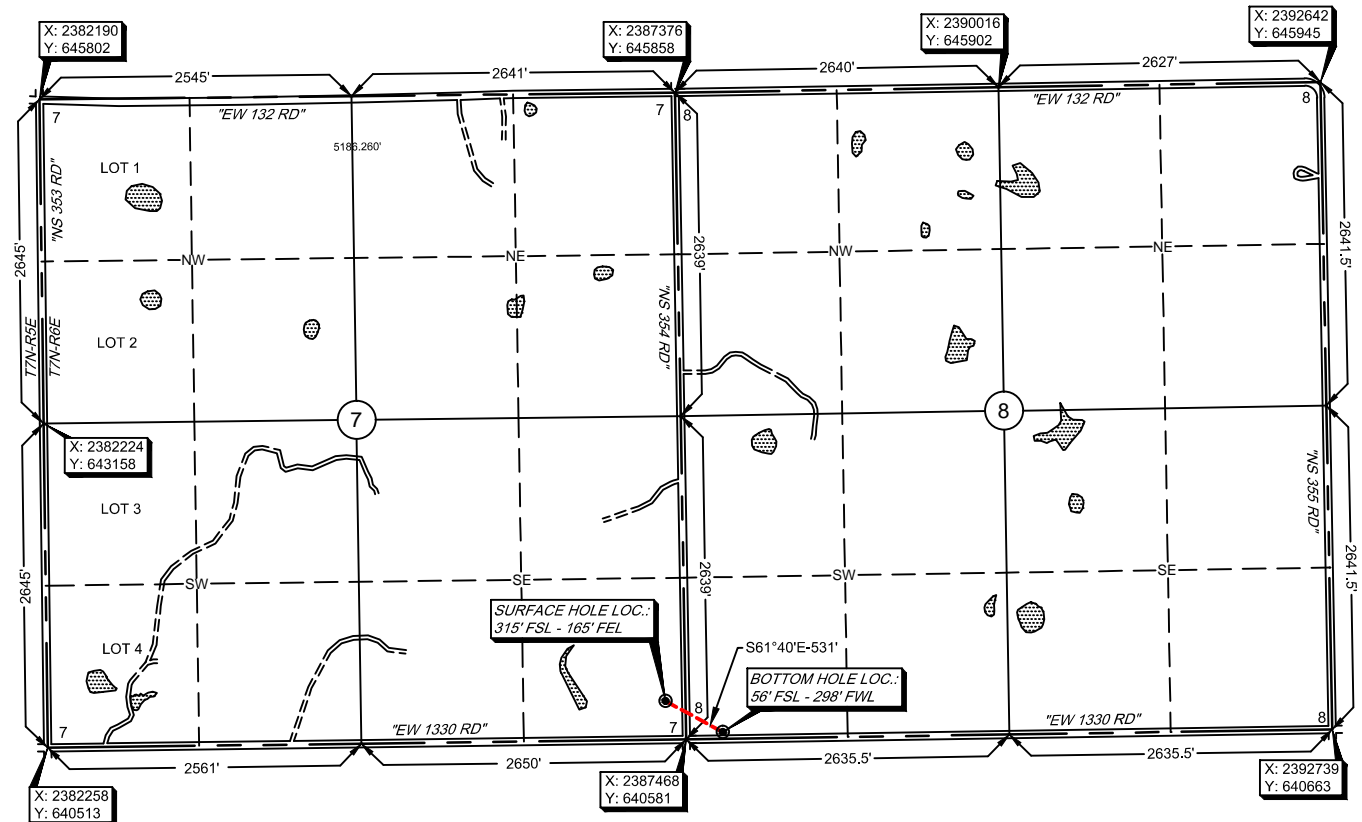 X: 2382190
Y: 645802
X: 2387376
Y: 645858
X: 2390016
Y: 645902
X: 2392642
Y: 645945
2545'
2641'
2640'
2627'
"EW 132 RD"
"EW 132 RD"
7
7
8
8
5186.260'
LOT 1
"NS 353 RD"
2645'
NW
NE
2639'
NW
NE
2641.5'
T7N-R5E
T7N-R6E
LOT 2
"NS 354 RD"
7
8
X: 2382224
Y: 643158
LOT 3
"NS 355 RD"
2645'
SW
SE
2639'
SW
SE
2641.5'
SURFACE HOLE LOC.:
315' FSL - 165' FEL
S61°40'E-531'
LOT 4
BOTTOM HOLE LOC.:
56' FSL - 298' FWL
7
7
8
8
"EW 1330 RD"
"EW 1330 RD"
2561'
2650'
2635.5'
2635.5'
X: 2382258
Y: 640513
X: 2387468
Y: 640581
X: 2392739
Y: 640663